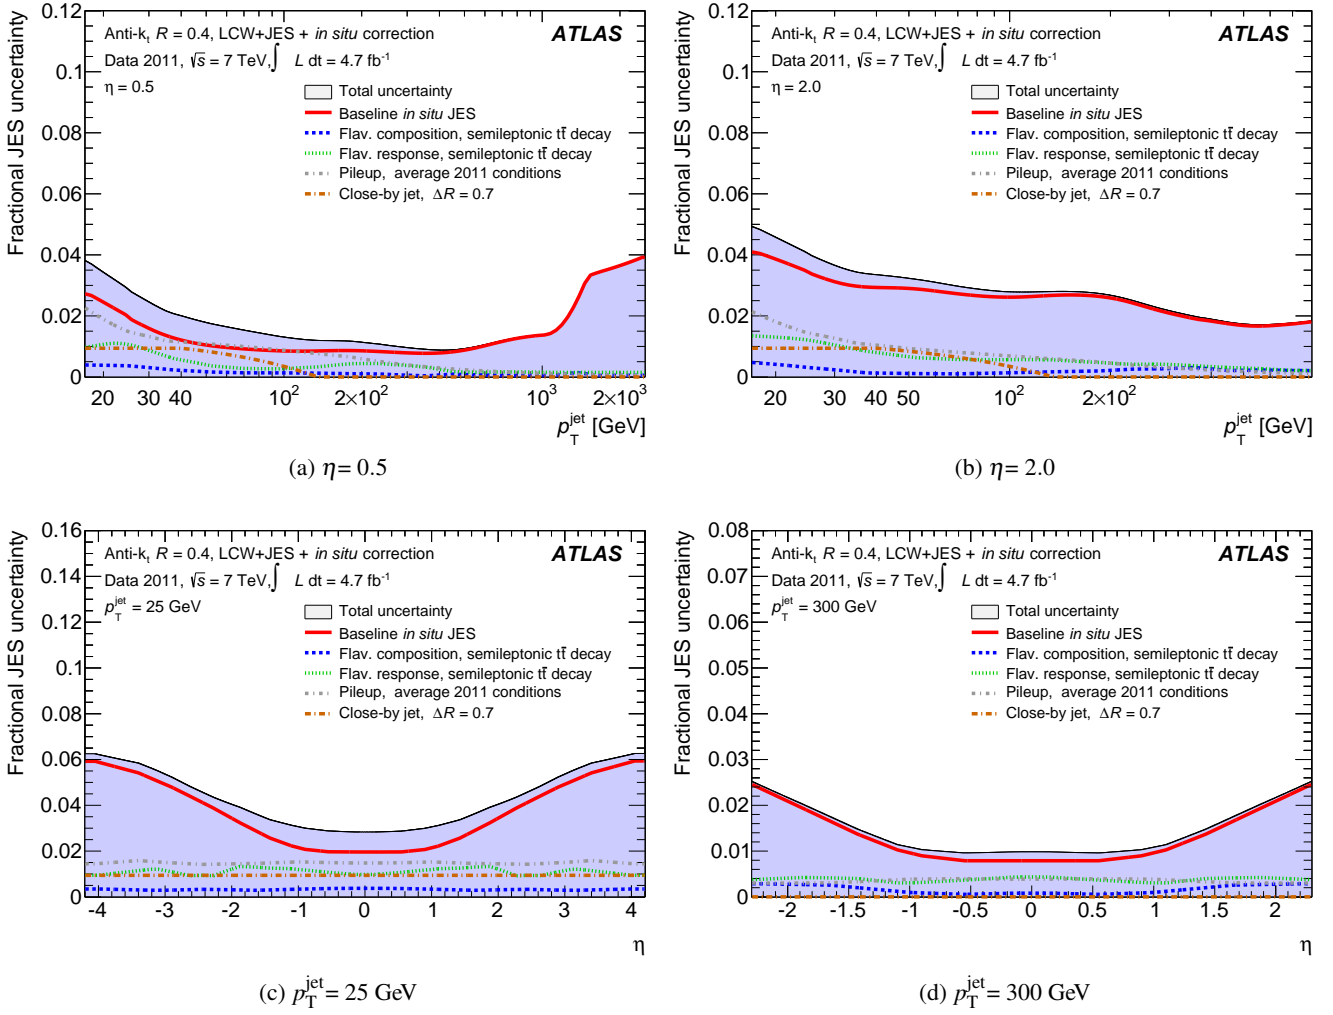 Fractional JES uncertainty
0.12
0.1
0.08
0.06
0.04
0.02
0
Anti-kₜ R = 0.4, LCW+JES + in situ correction
ATLAS
Data 2011, √s = 7 TeV, ∫ L dt = 4.7 fb⁻¹
η = 0.5
Total uncertainty
Baseline in situ JES
Flav. composition, semileptonic tt̄ decay
Flav. response, semileptonic tt̄ decay
Pileup, average 2011 conditions
Close-by jet, ΔR = 0.7
20 30 40 10² 2×10² 10³ 2×10³
p_T^jet [GeV]
(a) η = 0.5
Fractional JES uncertainty
0.12
0.1
0.08
0.06
0.04
0.02
0
Anti-kₜ R = 0.4, LCW+JES + in situ correction
ATLAS
Data 2011, √s = 7 TeV, ∫ L dt = 4.7 fb⁻¹
η = 2.0
Total uncertainty
Baseline in situ JES
Flav. composition, semileptonic tt̄ decay
Flav. response, semileptonic tt̄ decay
Pileup, average 2011 conditions
Close-by jet, ΔR = 0.7
20 30 40 50 10² 2×10²
p_T^jet [GeV]
(b) η = 2.0
Fractional JES uncertainty
0.16
0.14
0.12
0.1
0.08
0.06
0.04
0.02
0
Anti-kₜ R = 0.4, LCW+JES + in situ correction
ATLAS
Data 2011, √s = 7 TeV, ∫ L dt = 4.7 fb⁻¹
p_T^jet = 25 GeV
Total uncertainty
Baseline in situ JES
Flav. composition, semileptonic tt̄ decay
Flav. response, semileptonic tt̄ decay
Pileup, average 2011 conditions
Close-by jet, ΔR = 0.7
-4 -3 -2 -1 0 1 2 3 4
η
(c) p_T^jet = 25 GeV
Fractional JES uncertainty
0.08
0.07
0.06
0.05
0.04
0.03
0.02
0.01
0
Anti-kₜ R = 0.4, LCW+JES + in situ correction
ATLAS
Data 2011, √s = 7 TeV, ∫ L dt = 4.7 fb⁻¹
p_T^jet = 300 GeV
Total uncertainty
Baseline in situ JES
Flav. composition, semileptonic tt̄ decay
Flav. response, semileptonic tt̄ decay
Pileup, average 2011 conditions
Close-by jet, ΔR = 0.7
-2 -1.5 -1 -0.5 0 0.5 1 1.5 2
η
(d) p_T^jet = 300 GeV